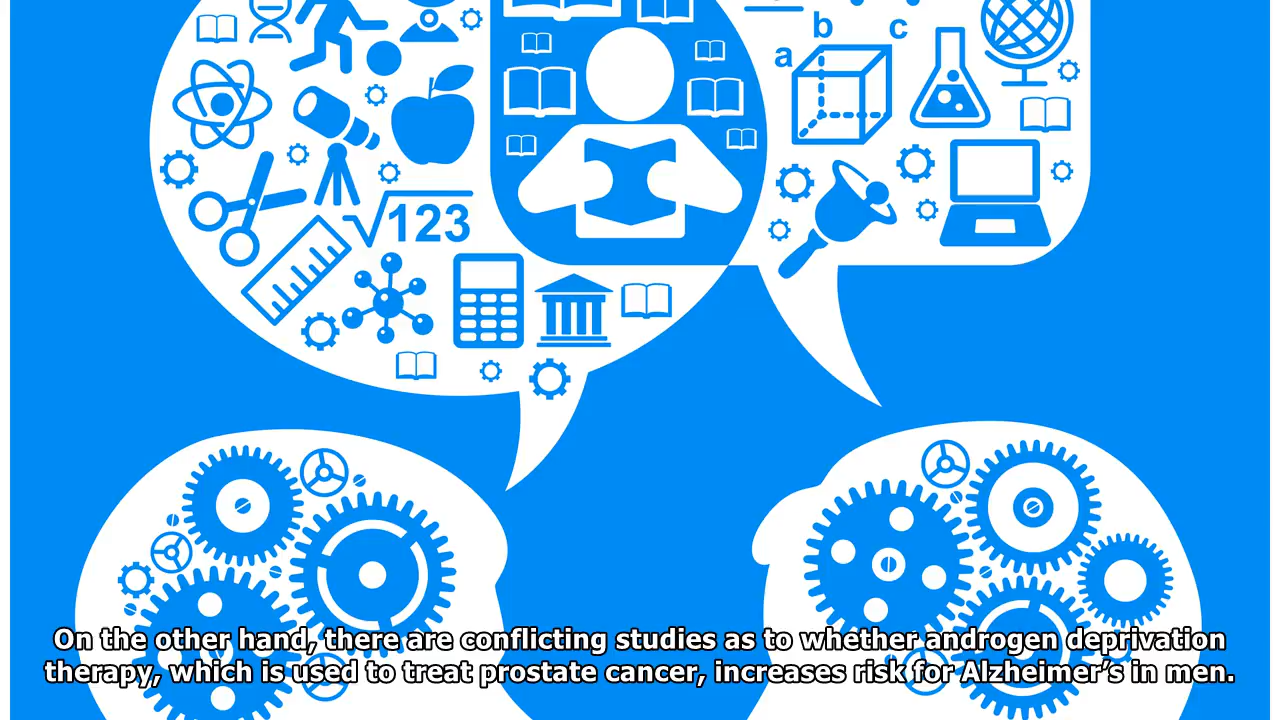 b
c
a
√123
On the other hand, there are conflicting studies as to whether androgen deprivation
therapy, which is used to treat prostate cancer, increases risk for Alzheimer’s in men.